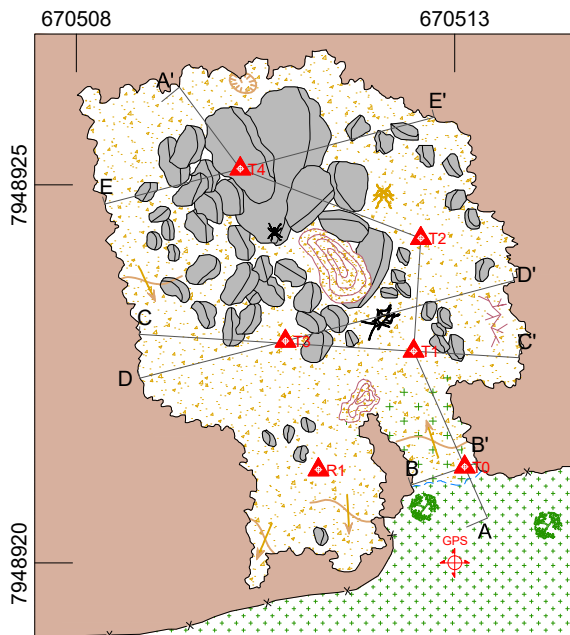 670508 670513
A'
E'
T4
7948925
E
T2
D'
C
T3
T1
C'
D
B'
B
T0
R1
A
GPS
7948920